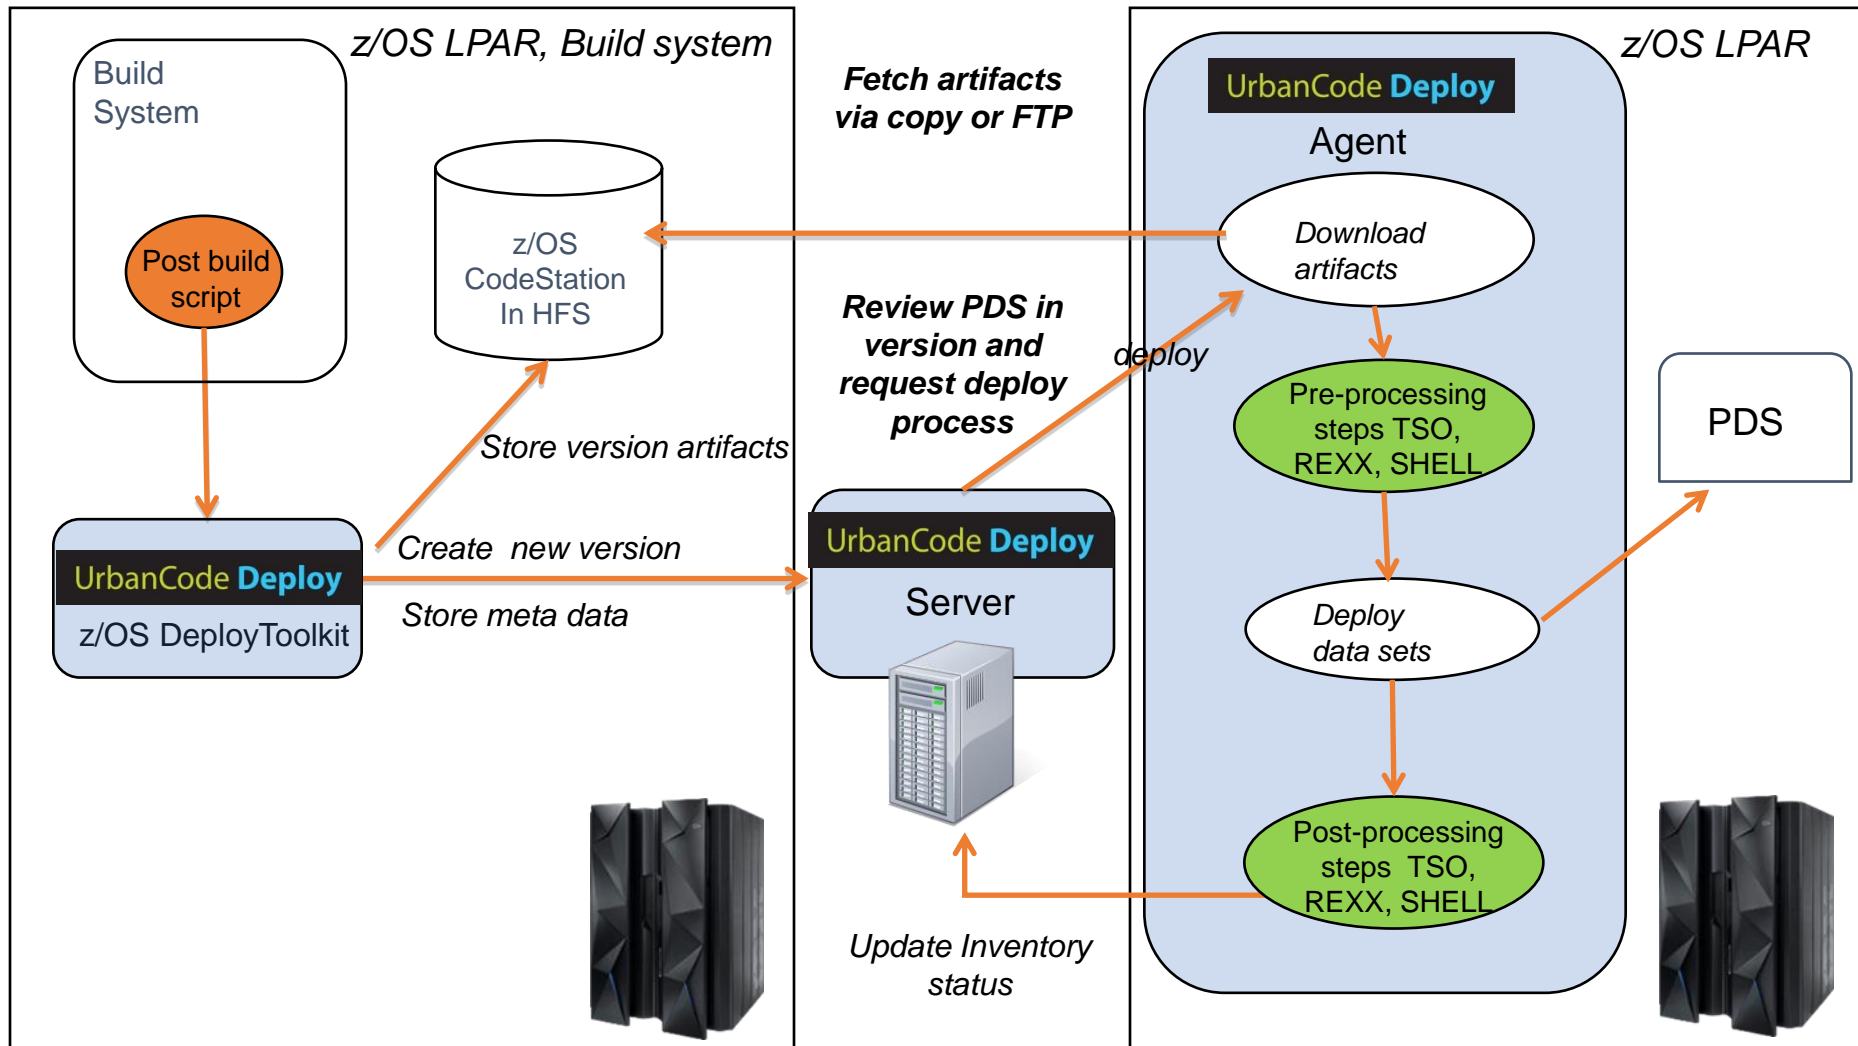 z/OS LPAR, Build system
Build
System
Post build
script
z/OS
CodeStation
In HFS
Store version artifacts
Create new version
Store meta data
UrbanCode Deploy
z/OS DeployToolkit
Fetch artifacts
via copy or FTP
Review PDS in
version and
request deploy
process
deploy
UrbanCode Deploy
Server
Update Inventory
status
z/OS LPAR
UrbanCode Deploy
Agent
Download
artifacts
Pre-processing
steps TSO,
REXX, SHELL
Deploy
data sets
Post-processing
steps TSO,
REXX, SHELL
PDS